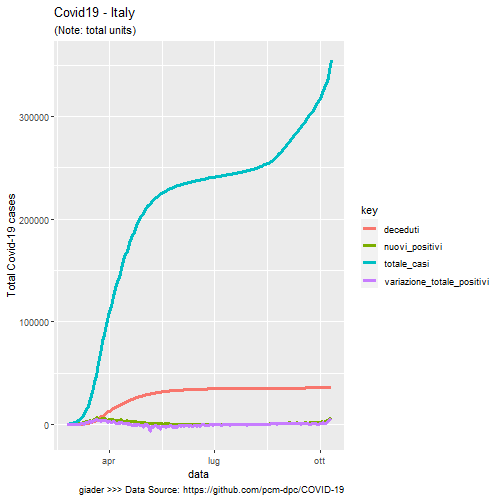 Covid19 - Italy
(Note: total units)
Total Covid-19 cases
300000
200000
100000
0
apr
lug
ott
data
key
deceduti
nuovi_positivi
totale_casi
variazione_totale_positivi
giader >>> Data Source: https://github.com/pcm-dpc/COVID-19